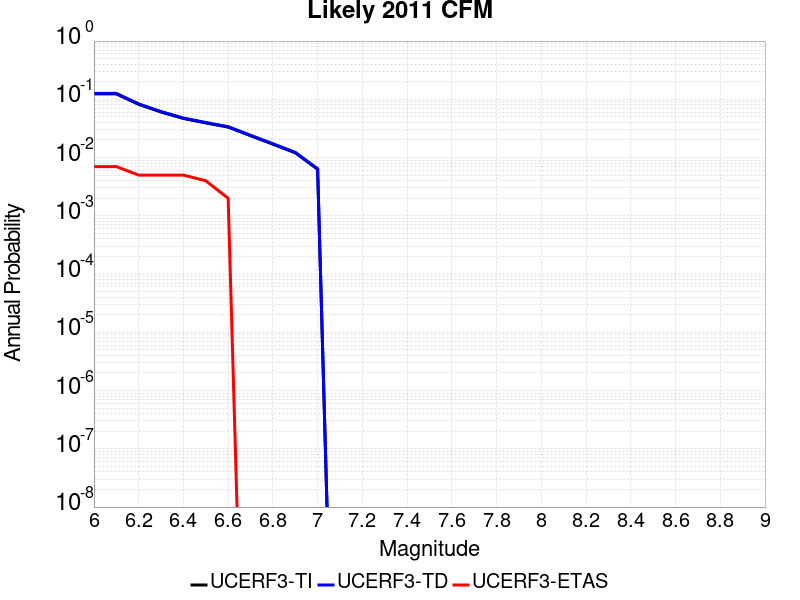 Likely 2011 CFM
10^0
10^-1
10^-2
10^-3
10^-4
10^-5
10^-6
10^-7
10^-8
Annual Probability
6 6.2 6.4 6.6 6.8 7 7.2 7.4 7.6 7.8 8 8.2 8.4 8.6 8.8 9
Magnitude
UCERF3-TI UCERF3-TD UCERF3-ETAS